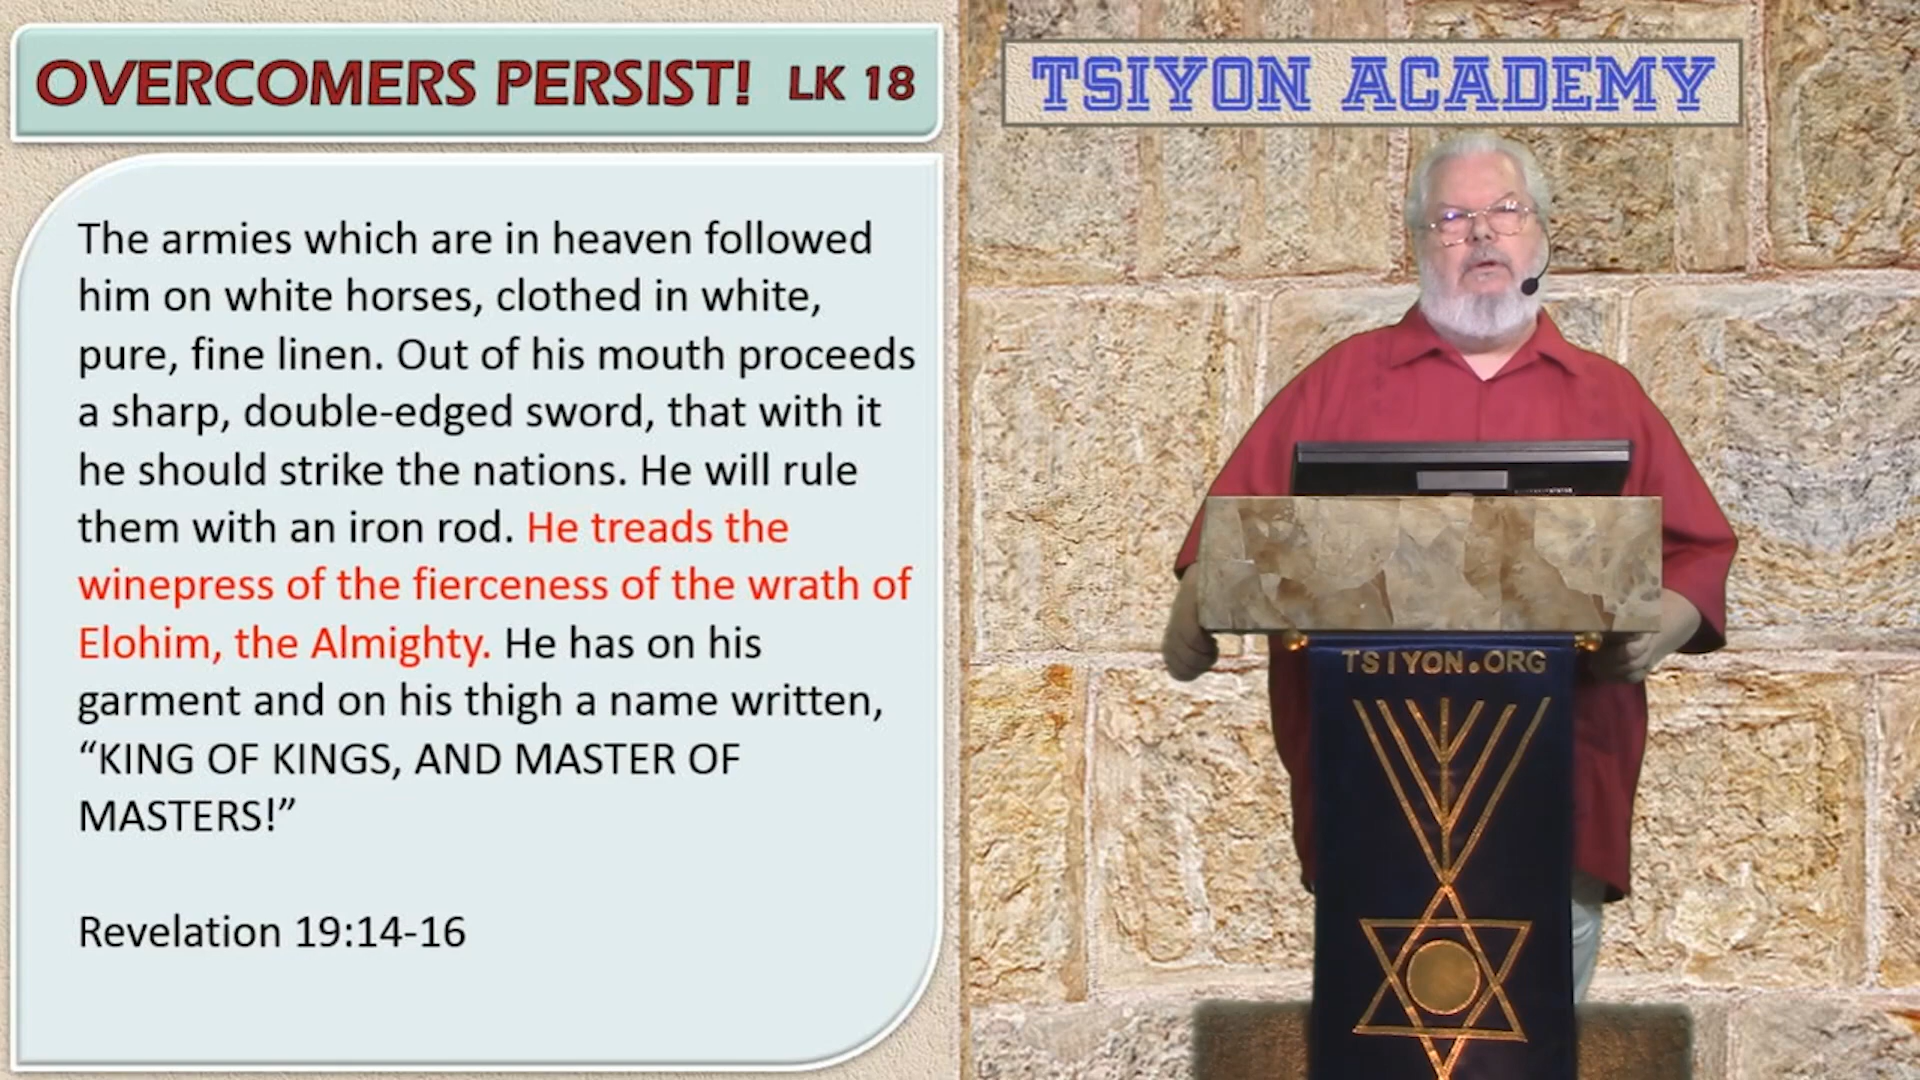 OVERCOMERS PERSIST! LK 18
The armies which are in heaven followed
him on white horses, clothed in white,
pure, fine linen. Out of his mouth proceeds
a sharp, double-edged sword, that with it
he should strike the nations. He will rule
them with an iron rod. He treads the
winepress of the fierceness of the wrath of
Elohim, the Almighty. He has on his
garment and on his thigh a name written,
“KING OF KINGS, AND MASTER OF
MASTERS!”
Revelation 19:14-16
TSIYON ACADEMY
TSIYON.ORG